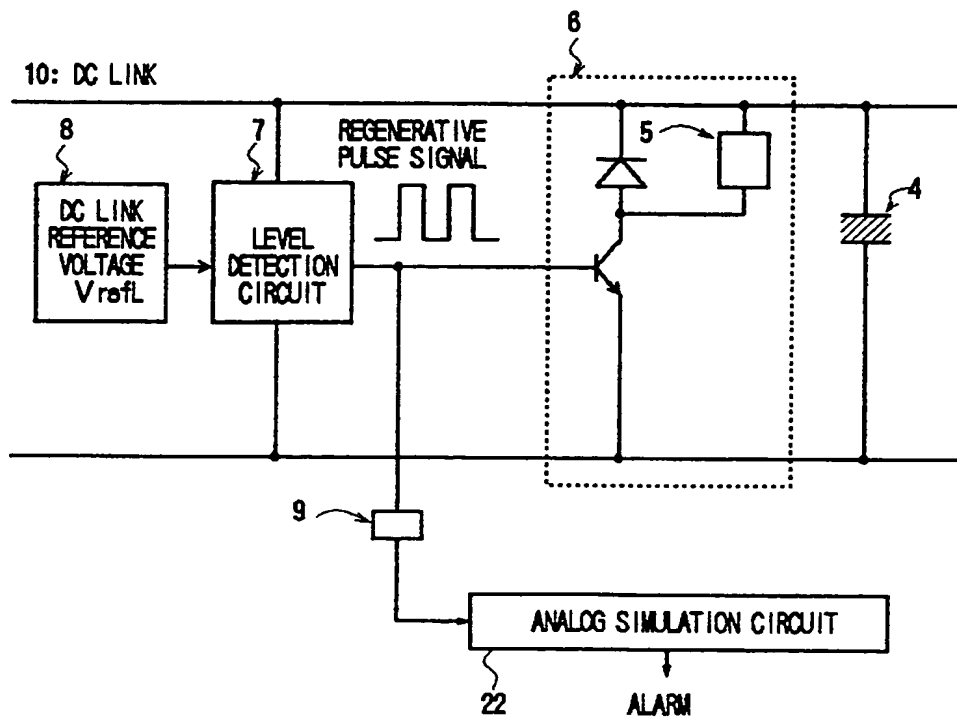 6
10: DC LINK
8
7
REGENERATIVE
PULSE SIGNAL
5
4
DC LINK
REFERENCE
VOLTAGE
VrefL
LEVEL
DETECTION
CIRCUIT
9
ANALOG SIMULATION CIRCUIT
22
ALARM